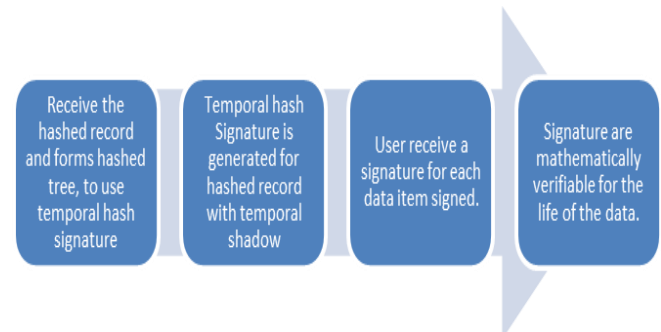 Receive the
hashed record
and forms hashed
tree, to use
temporal hash
signature
Temporal hash
Signature is
generated for
hashed record
with temporal
shadow
User receive a
signature for each
data item signed.
Signature are
mathematically
verifiable for the
life of the data.